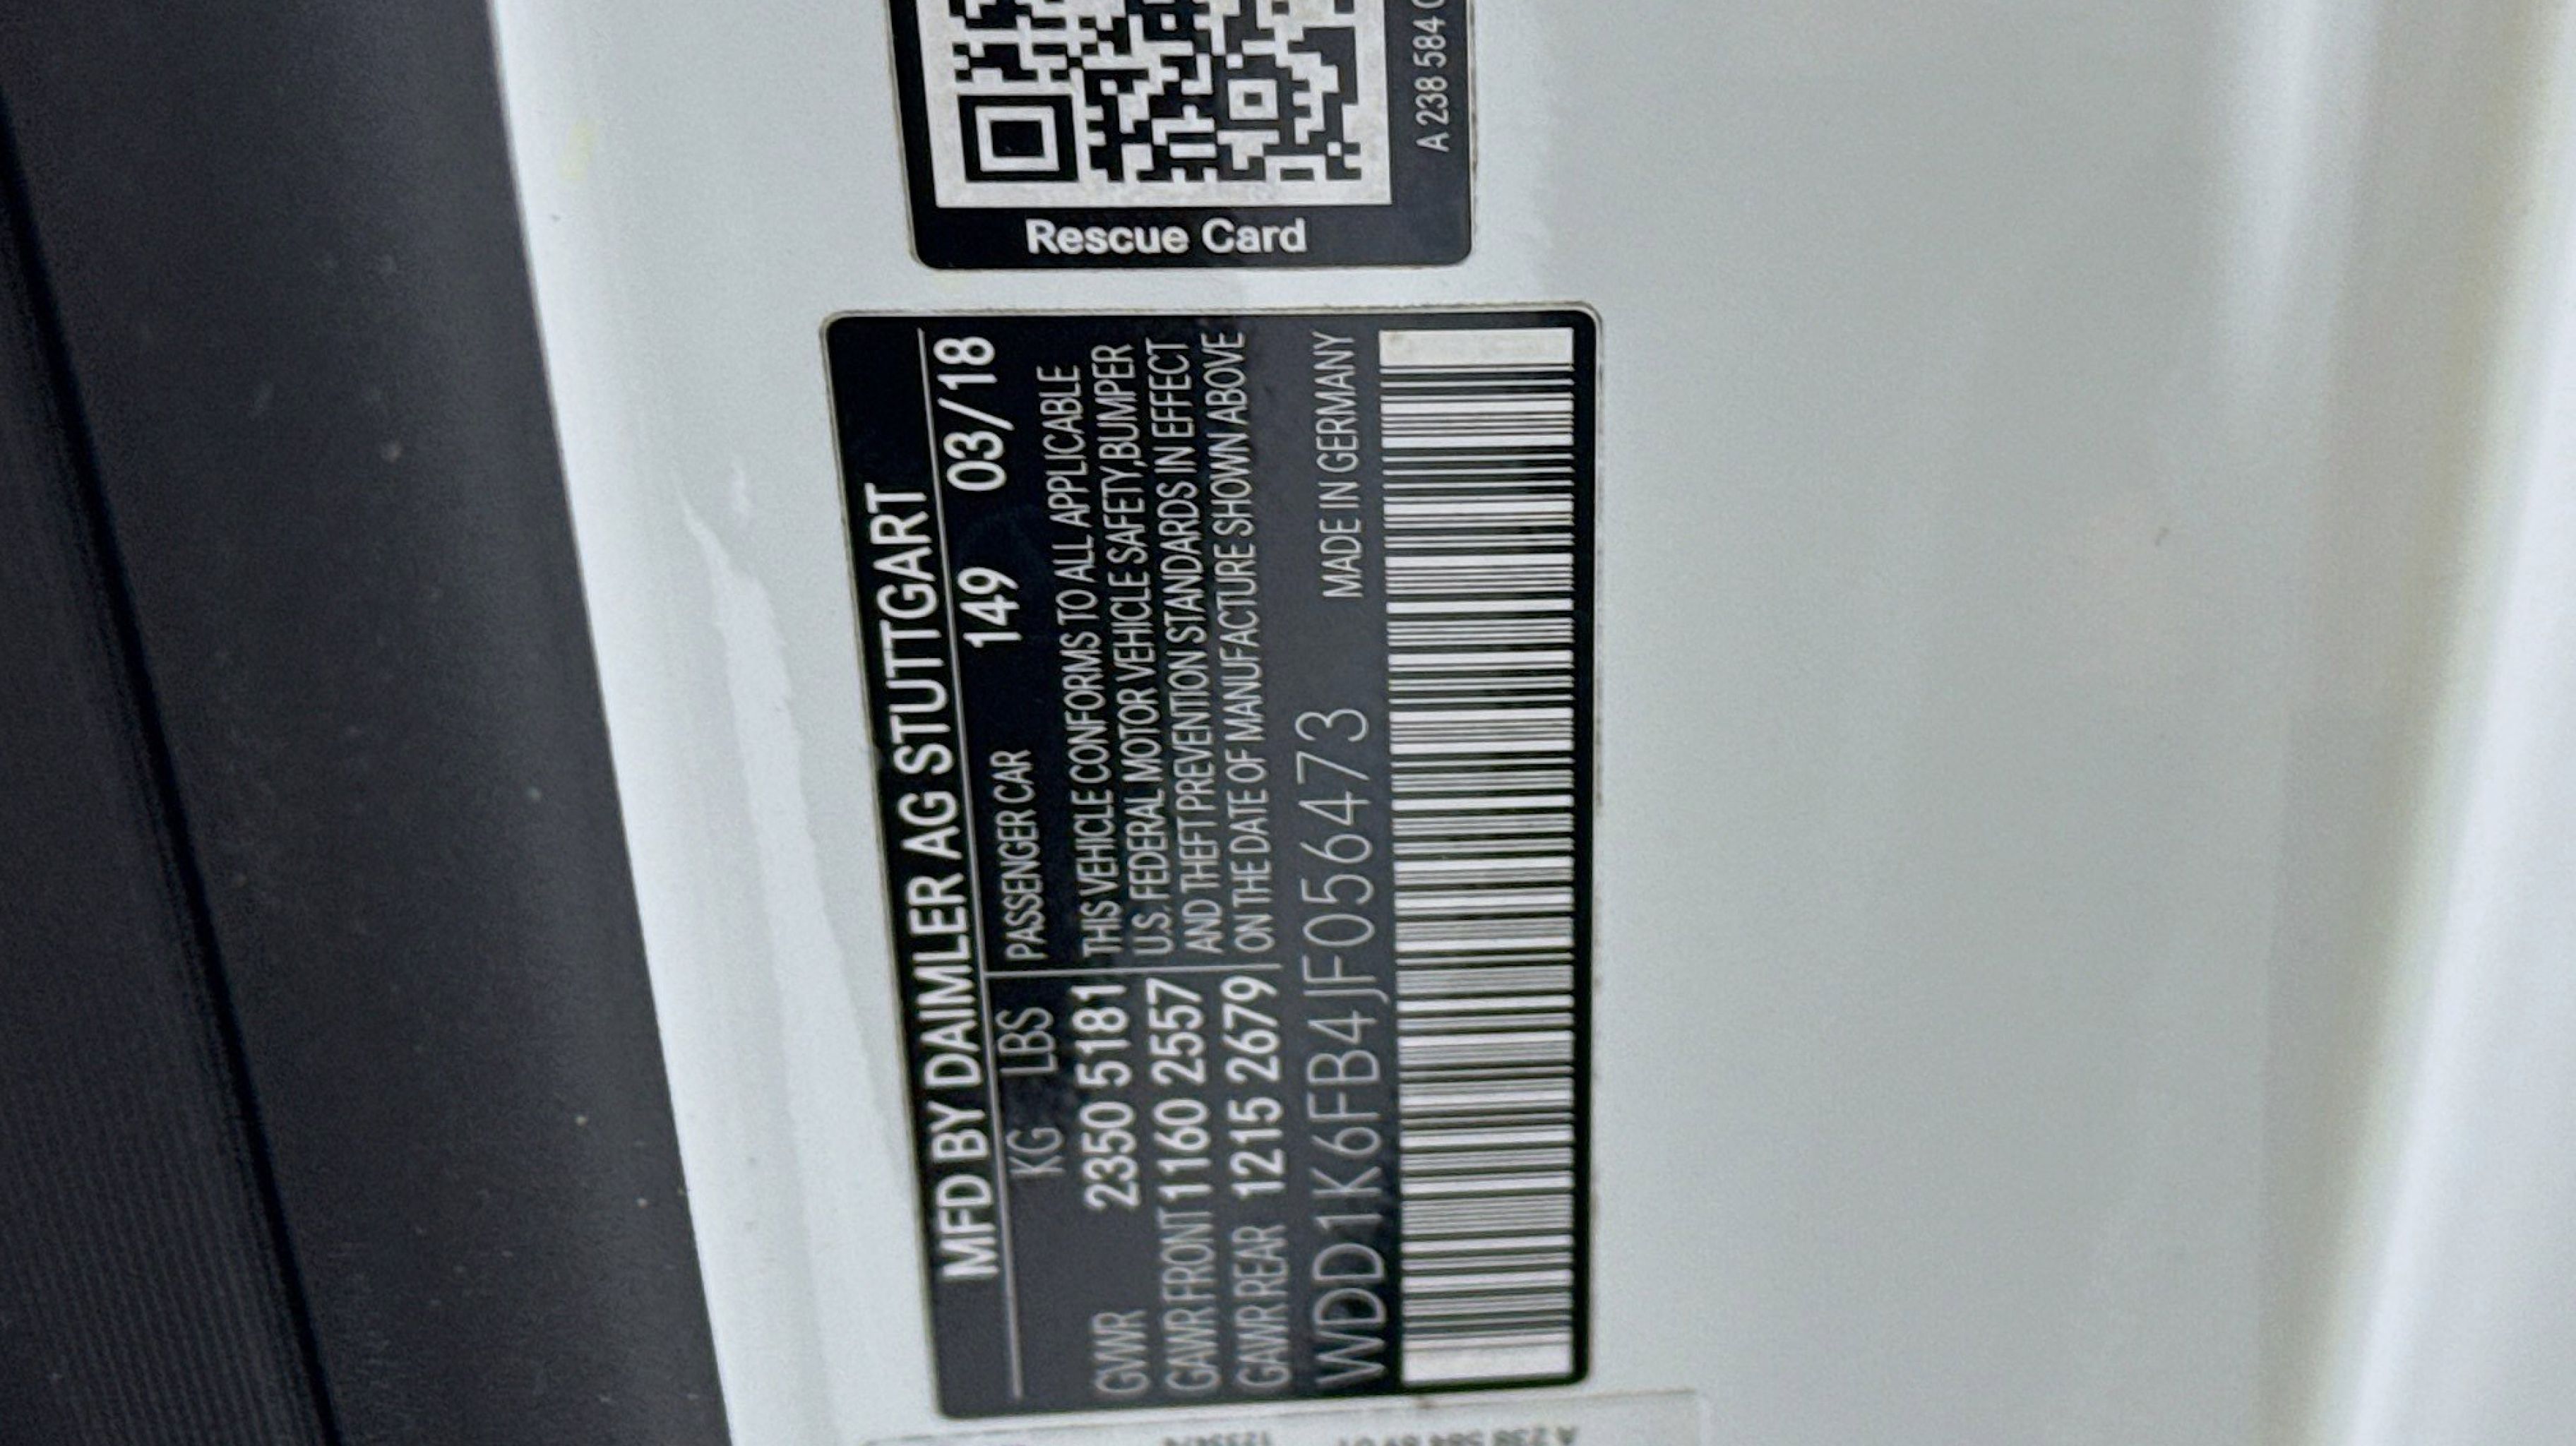 A 238 584 0
Rescue Card
MFD BY DAIMLER AG STUTTGART
149 03/18
KG LBS PASSENGER CAR
GVWR 2350 5181 THIS VEHICLE CONFORMS TO ALL APPLICABLE
GAWR FRONT 1160 2557 U.S. FEDERAL MOTOR VEHICLE SAFETY,BUMPER
GAWR REAR 1215 2679 AND THEFT PREVENTION STANDARDS IN EFFECT
ON THE DATE OF MANUFACTURE SHOWN ABOVE
WDD1K6FB4JF056473 MADE IN GERMANY